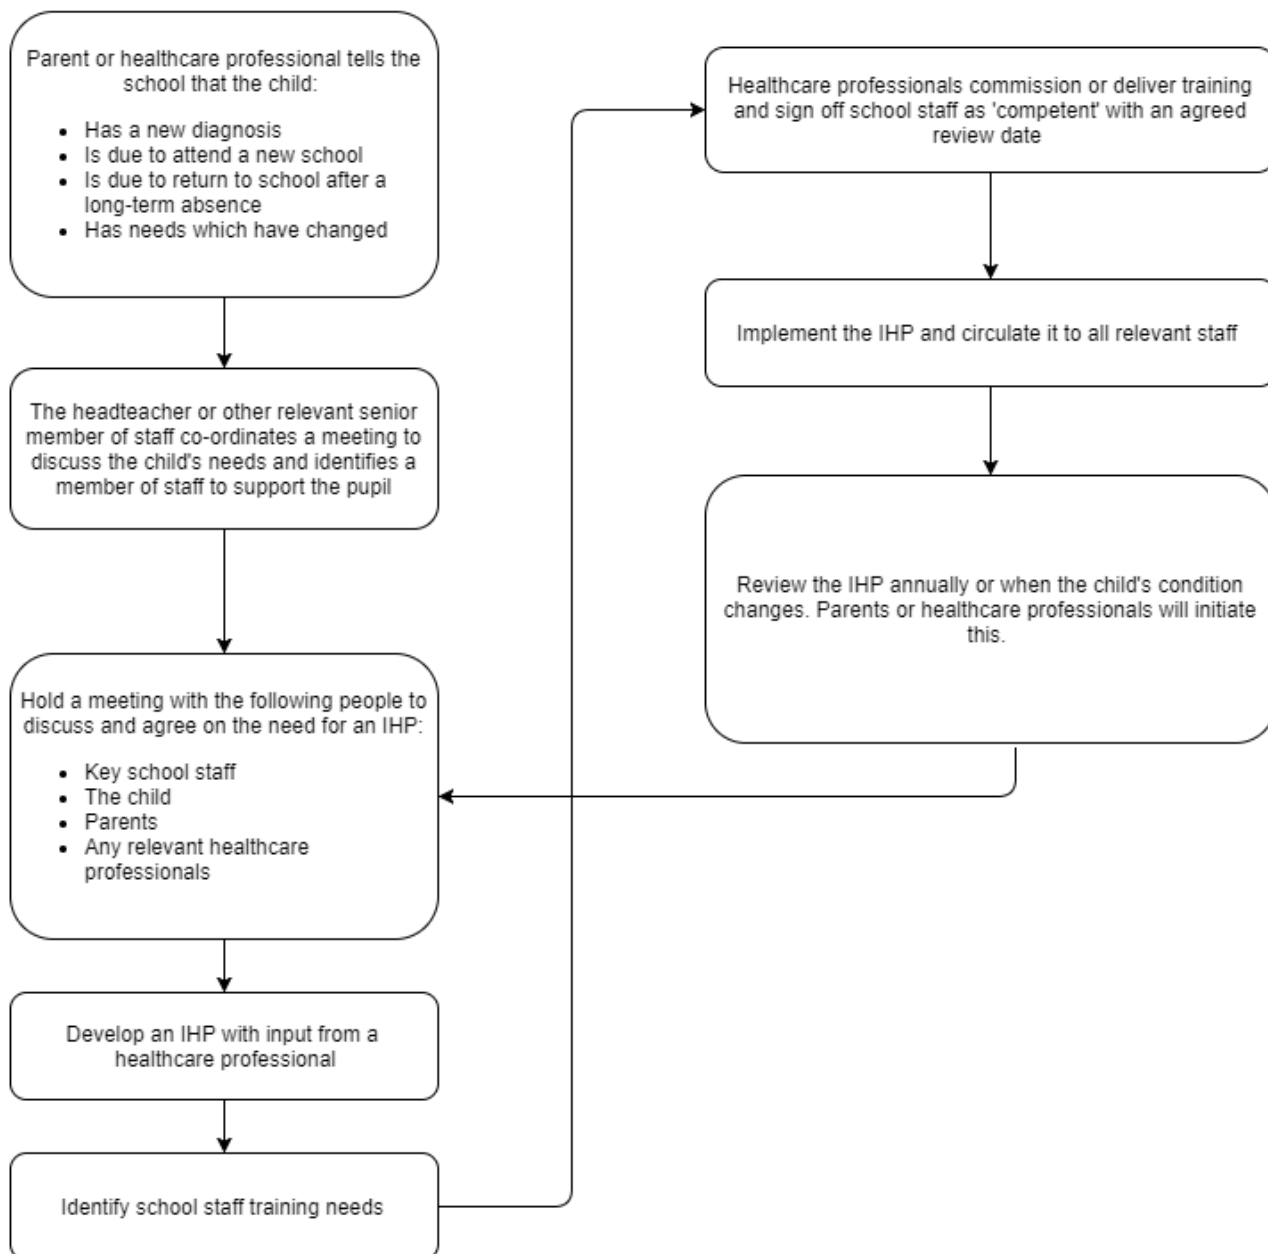 Parent or healthcare professional tells the
school that the child:
• Has a new diagnosis
• Is due to attend a new school
• Is due to return to school after a
long-term absence
• Has needs which have changed
The headteacher or other relevant senior
member of staff co-ordinates a meeting to
discuss the child's needs and identifies a
member of staff to support the pupil
Hold a meeting with the following people to
discuss and agree on the need for an IHP:
• Key school staff
• The child
• Parents
• Any relevant healthcare
professionals
Develop an IHP with input from a
healthcare professional
Identify school staff training needs
Healthcare professionals commission or deliver training
and sign off school staff as 'competent' with an agreed
review date
Implement the IHP and circulate it to all relevant staff
Review the IHP annually or when the child's condition
changes. Parents or healthcare professionals will initiate
this.